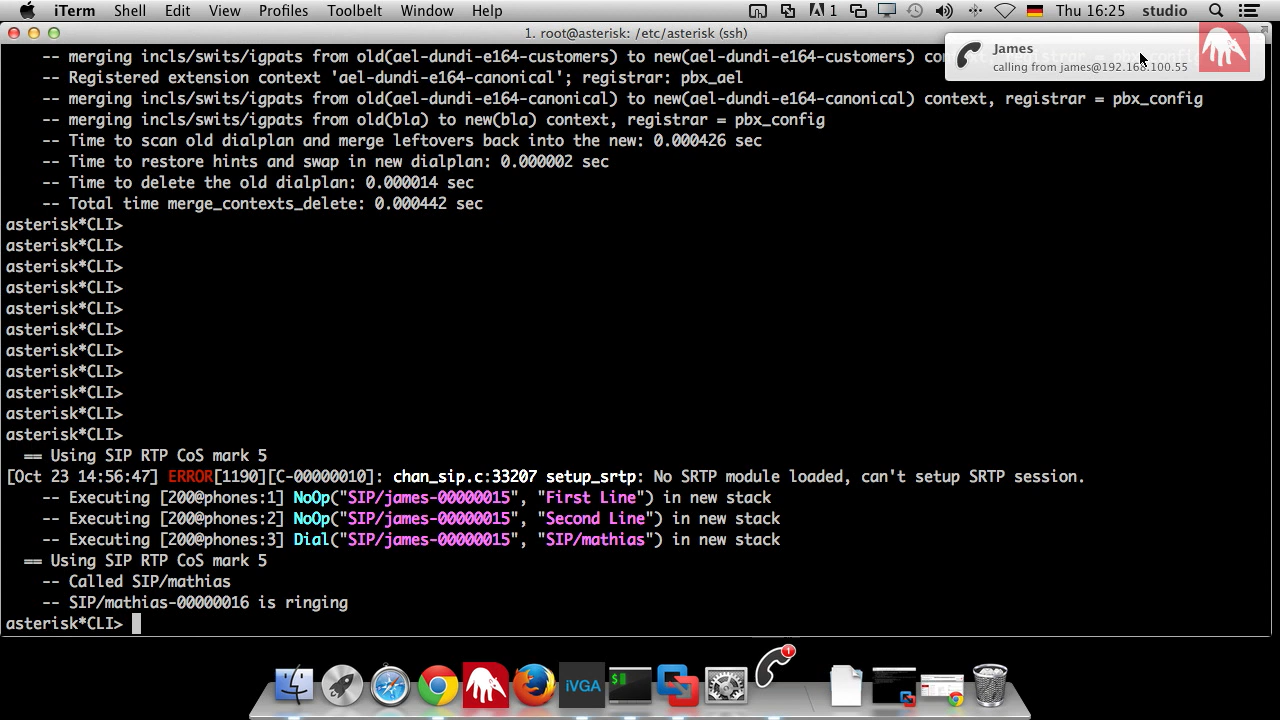 iTerm Shell Edit View Profiles Toolbelt Window Help 1 Thu 16:25 studio
1. root@asterisk: /etc/asterisk (ssh)
James
calling from james@192.168.100.55
-- merging incls/swits/igpats from old(ael-dundi-e164-customers) to new(ael-dundi-e164-customers)
-- Registered extension context 'ael-dundi-e164-canonical'; registrar: pbx_ael
-- merging incls/swits/igpats from old(ael-dundi-e164-canonical) to new(ael-dundi-e164-canonical) context, registrar = pbx_config
-- merging incls/swits/igpats from old(bla) to new(bla) context, registrar = pbx_config
-- Time to scan old dialplan and merge leftovers back into the new: 0.000426 sec
-- Time to restore hints and swap in new dialplan: 0.000002 sec
-- Time to delete the old dialplan: 0.000014 sec
-- Total time merge_contexts_delete: 0.000442 sec
asterisk*CLI>
asterisk*CLI>
asterisk*CLI>
asterisk*CLI>
asterisk*CLI>
asterisk*CLI>
asterisk*CLI>
asterisk*CLI>
asterisk*CLI>
asterisk*CLI>
asterisk*CLI>
== Using SIP RTP CoS mark 5
[Oct 23 14:56:47] ERROR[1190][C-00000010]: chan_sip.c:33207 setup_srtp: No SRTP module loaded, can't setup SRTP session.
-- Executing [200@phones:1] NoOp("SIP/james-00000015", "First Line") in new stack
-- Executing [200@phones:2] NoOp("SIP/james-00000015", "Second Line") in new stack
-- Executing [200@phones:3] Dial("SIP/james-00000015", "SIP/mathias") in new stack
== Using SIP RTP CoS mark 5
-- Called SIP/mathias
-- SIP/mathias-00000016 is ringing
asterisk*CLI>
iVGA
$
1